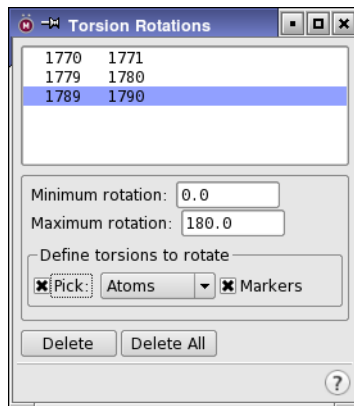 Torsion Rotations
1770 1771
1779 1780
1789 1790
Minimum rotation: 0.0
Maximum rotation: 180.0
Define torsions to rotate
Pick: Atoms Markers
Delete Delete All
?